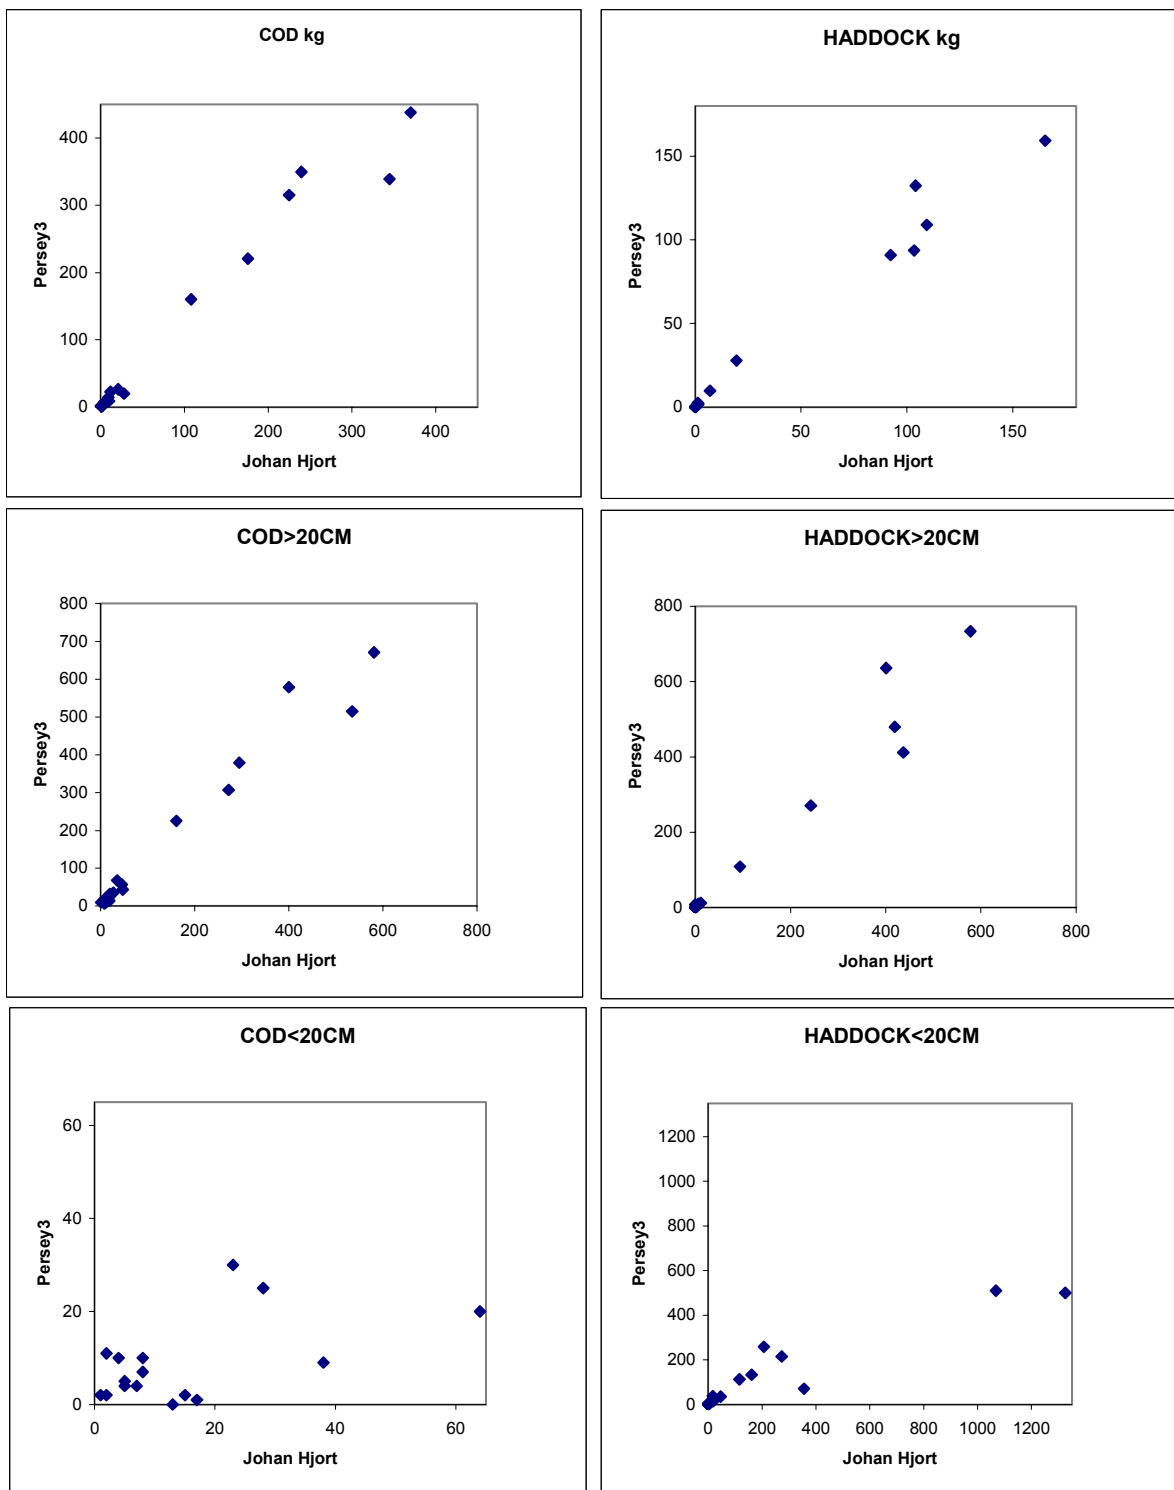 COD kg
400
300
200
100
0
Persey3
0 100 200 300 400
Johan Hjort
HADDOCK kg
150
100
50
0
Persey3
0 50 100 150
Johan Hjort
COD>20CM
800
700
600
500
400
300
200
100
0
Persey3
0 200 400 600 800
Johan Hjort
HADDOCK>20CM
800
600
400
200
0
Persey3
0 200 400 600 800
Johan Hjort
COD<20CM
60
40
20
0
Persey3
0 20 40 60
Johan Hjort
HADDOCK<20CM
1200
1000
800
600
400
200
0
Persey3
0 200 400 600 800 1000 1200
Johan Hjort